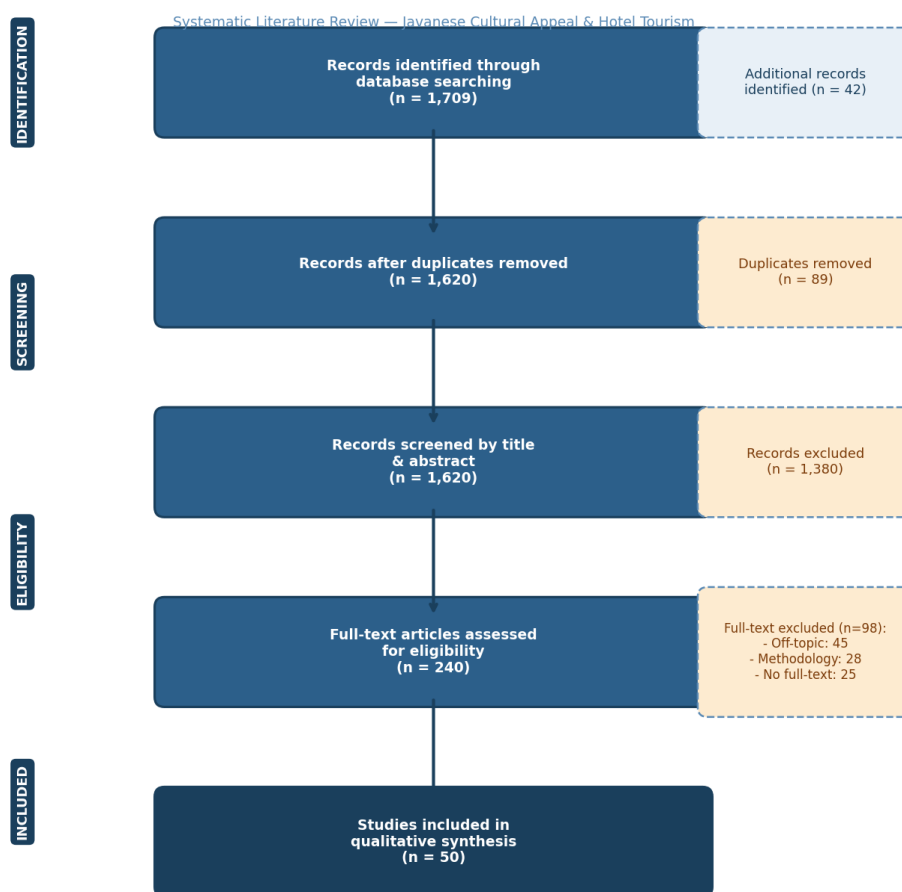 Systematic Literature Review — Javanese Cultural Appeal & Hotel Tourism
IDENTIFICATION
Records identified through
database searching
(n = 1,709)
Additional records
identified (n = 42)
SCREENING
Records after duplicates removed
(n = 1,620)
Duplicates removed
(n = 89)
Records screened by title
& abstract
(n = 1,620)
Records excluded
(n = 1,380)
ELIGIBILITY
Full-text articles assessed
for eligibility
(n = 240)
Full-text excluded (n=98):
- Off-topic: 45
- Methodology: 28
- No full-text: 25
INCLUDED
Studies included in
qualitative synthesis
(n = 50)